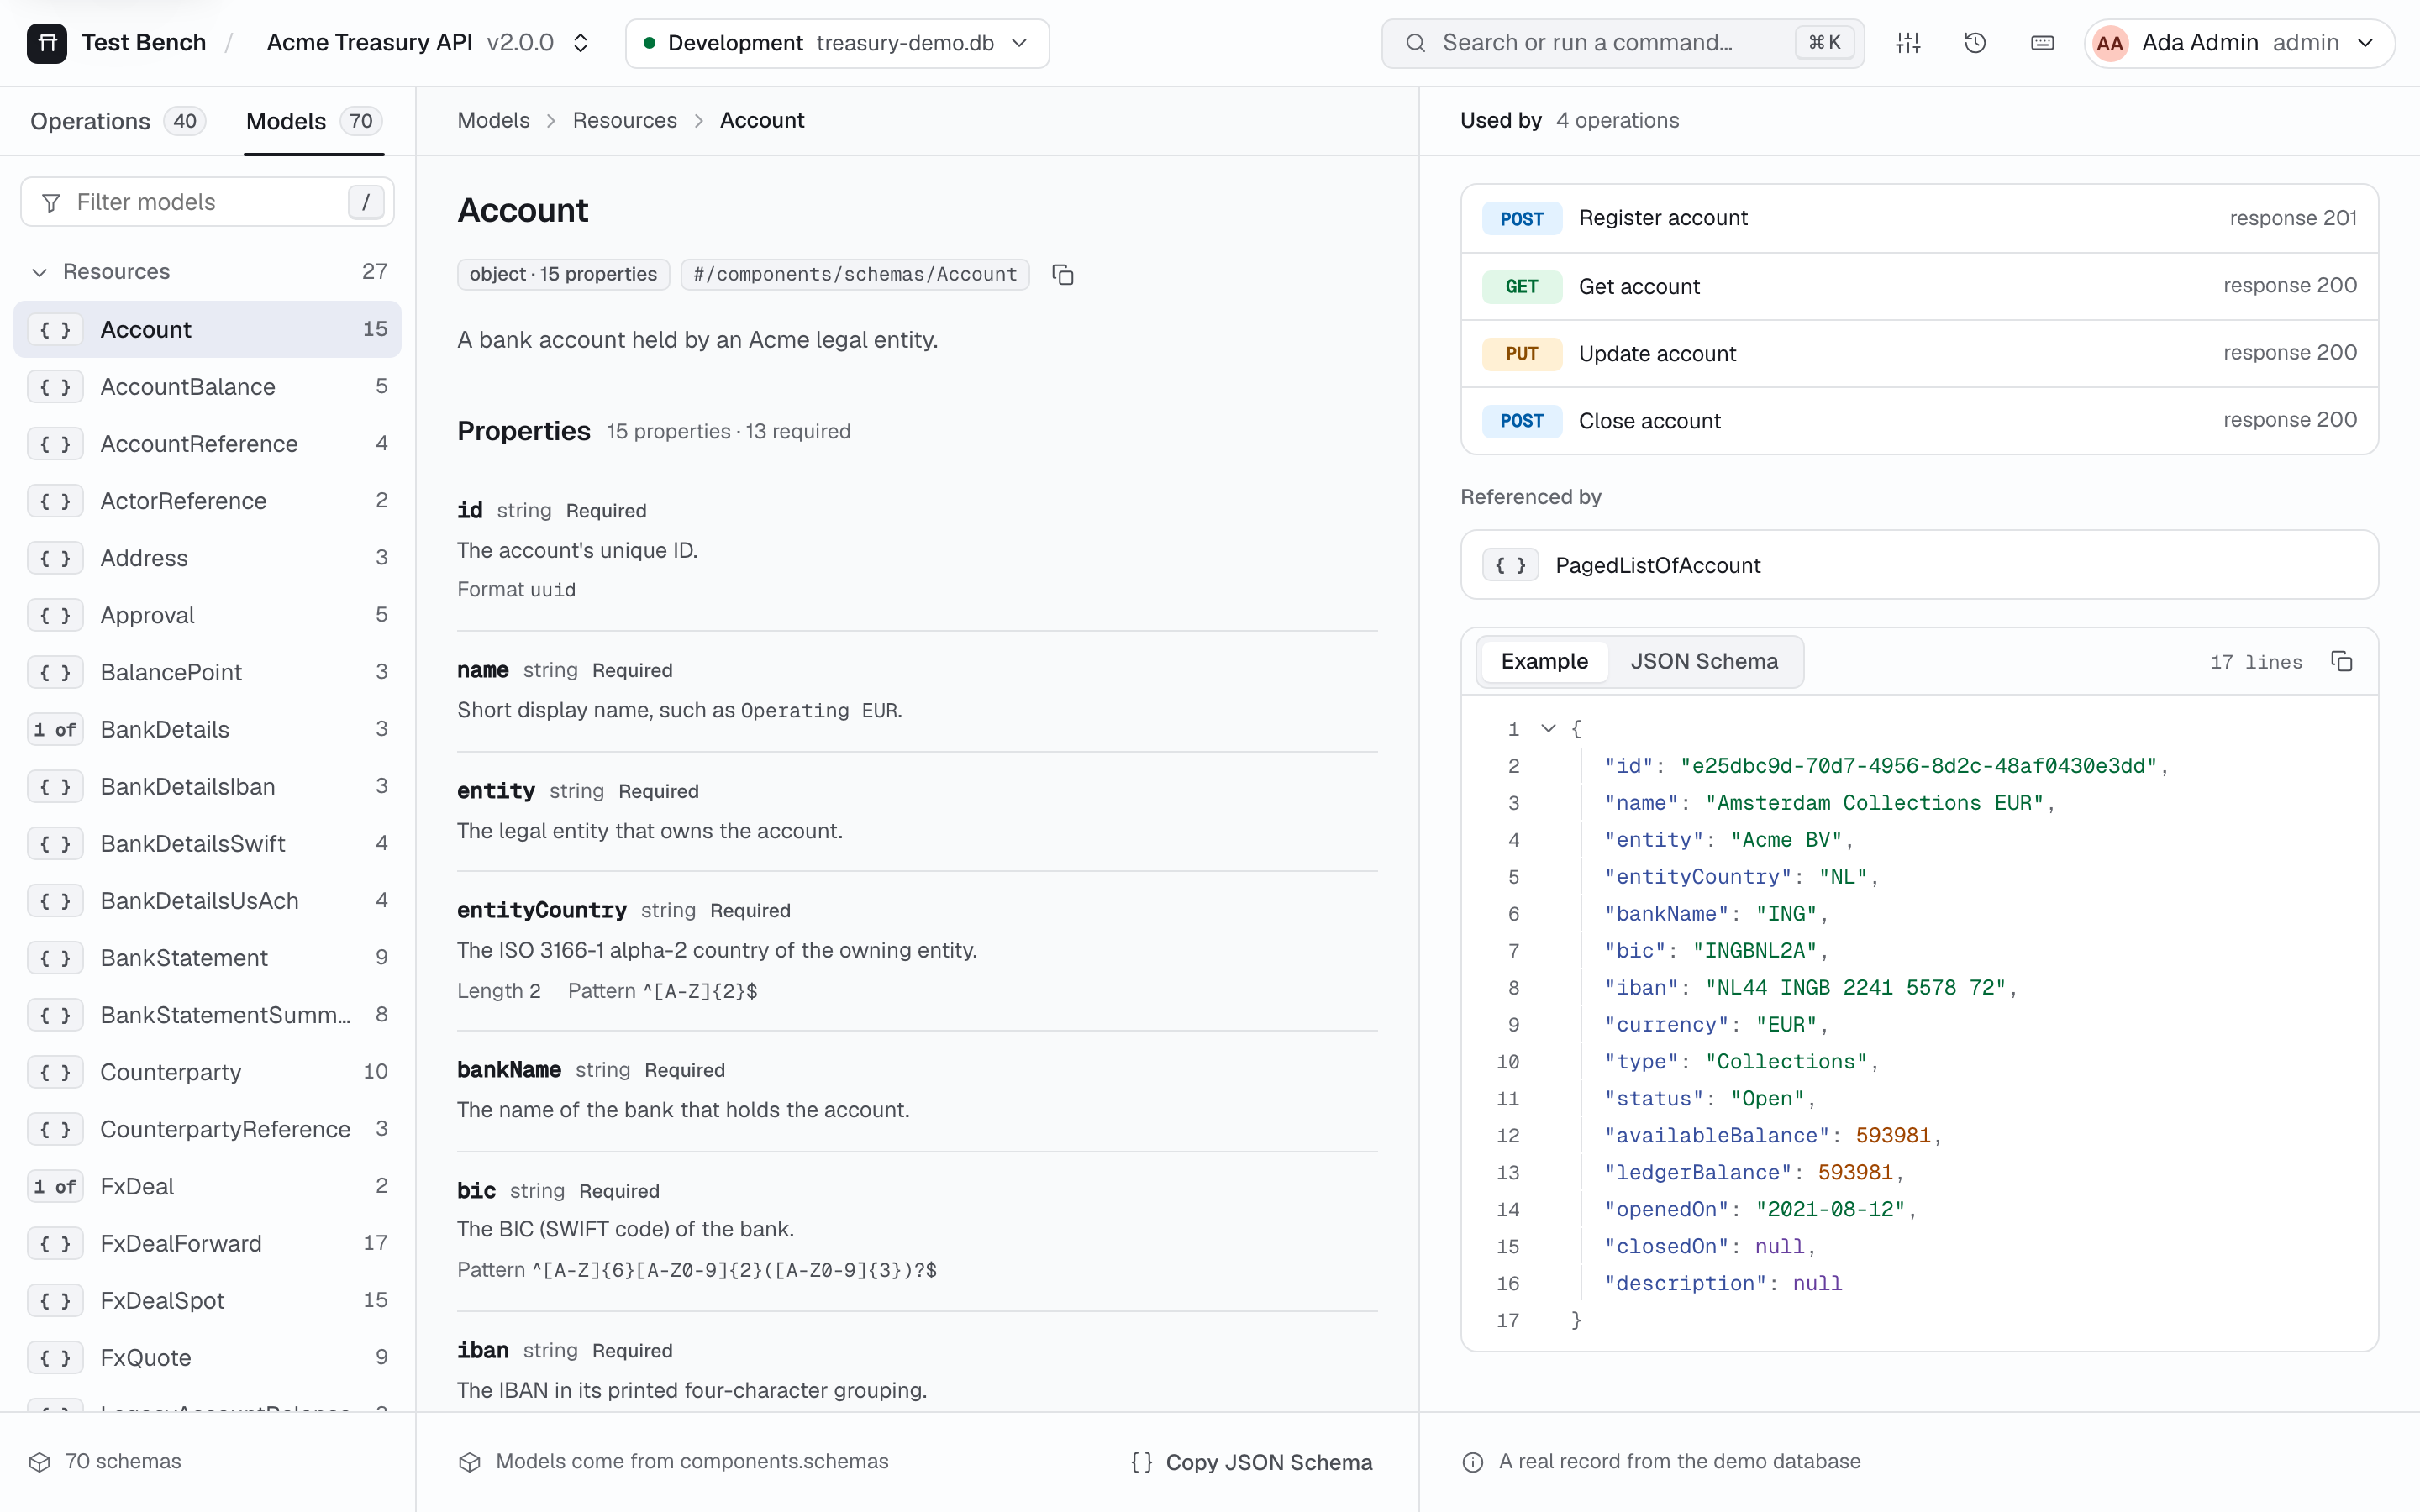 Test Bench / Acme Treasury API v2.0.0
Development treasury-demo.db
Search or run a command... ⌘K
AA Ada Admin admin
Operations 40 Models 70
Filter models /
Resources 27
{ } Account 15
{ } AccountBalance 5
{ } AccountReference 4
{ } ActorReference 2
{ } Address 3
{ } Approval 5
{ } BalancePoint 3
1 of BankDetails 3
{ } BankDetailsIban 3
{ } BankDetailsSwift 4
{ } BankDetailsUsAch 4
{ } BankStatement 9
{ } BankStatementSumm... 8
{ } Counterparty 10
{ } CounterpartyReference 3
1 of FxDeal 2
{ } FxDealForward 17
{ } FxDealSpot 15
{ } FxQuote 9
70 schemas
Models > Resources > Account
Account
object · 15 properties #/components/schemas/Account
A bank account held by an Acme legal entity.
Properties 15 properties · 13 required
id string Required
The account's unique ID.
Format uuid
name string Required
Short display name, such as Operating EUR.
entity string Required
The legal entity that owns the account.
entityCountry string Required
The ISO 3166-1 alpha-2 country of the owning entity.
Length 2 Pattern ^[A-Z]{2}$
bankName string Required
The name of the bank that holds the account.
bic string Required
The BIC (SWIFT code) of the bank.
Pattern ^[A-Z]{6}[A-Z0-9]{2}([A-Z0-9]{3})?$
iban string Required
The IBAN in its printed four-character grouping.
Models come from components.schemas
{ } Copy JSON Schema
Used by 4 operations
POST Register account response 201
GET Get account response 200
PUT Update account response 200
POST Close account response 200
Referenced by
{ } PagedListOfAccount
Example JSON Schema 17 lines
1 {
2 "id": "e25dbc9d-70d7-4956-8d2c-48af0430e3dd",
3 "name": "Amsterdam Collections EUR",
4 "entity": "Acme BV",
5 "entityCountry": "NL",
6 "bankName": "ING",
7 "bic": "INGBNL2A",
8 "iban": "NL44 INGB 2241 5578 72",
9 "currency": "EUR",
10 "type": "Collections",
11 "status": "Open",
12 "availableBalance": 593981,
13 "ledgerBalance": 593981,
14 "openedOn": "2021-08-12",
15 "closedOn": null,
16 "description": null
17 }
A real record from the demo database